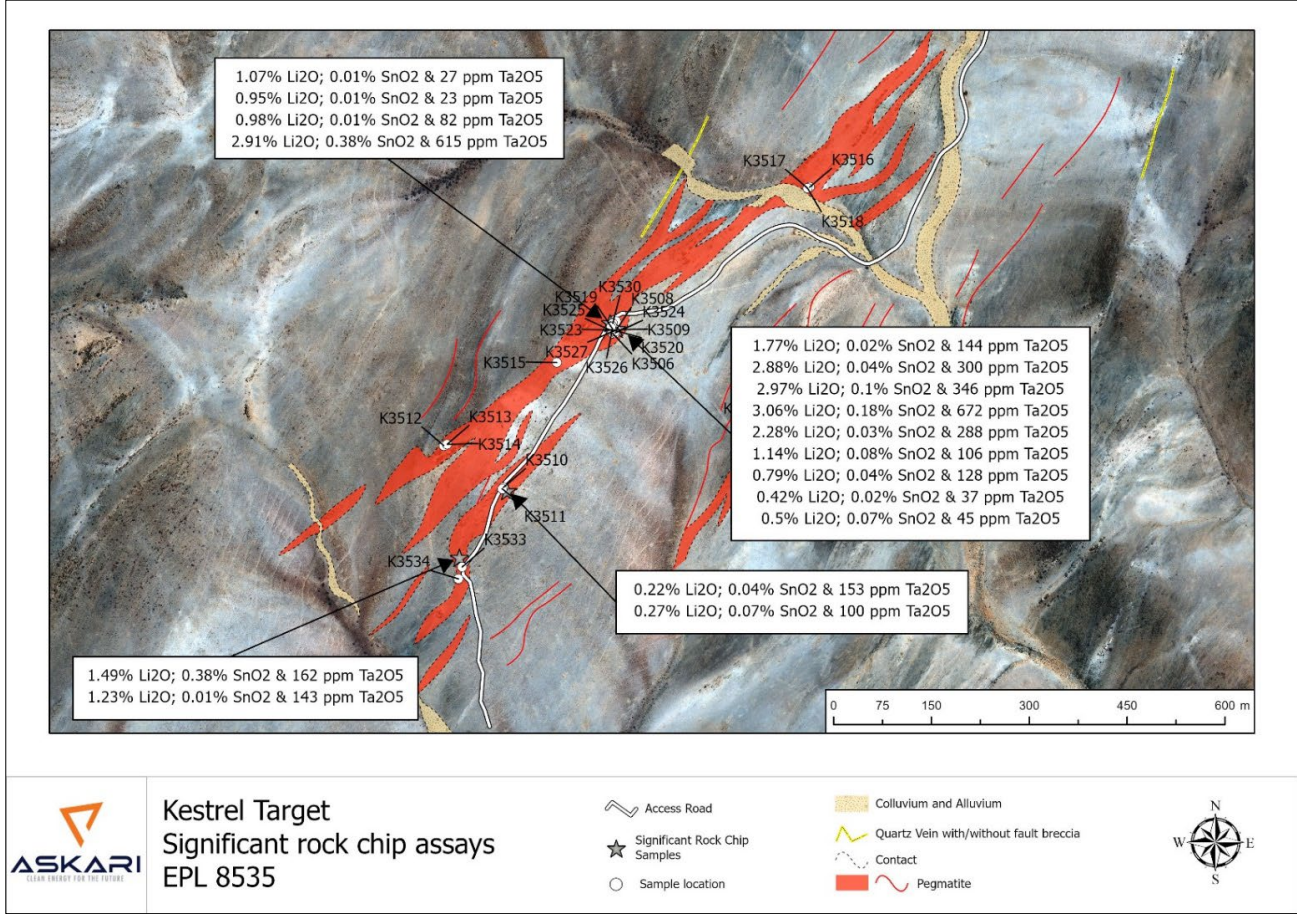 1.07% Li2O; 0.01% SnO2 & 27 ppm Ta2O5
0.95% Li2O; 0.01% SnO2 & 23 ppm Ta2O5
0.98% Li2O; 0.01% SnO2 & 82 ppm Ta2O5
2.91% Li2O; 0.38% SnO2 & 615 ppm Ta2O5
K3517
K3516
K3518
K3530
K3519
K3508
K3525
K3524
K3523
K3509
K3527
K3520
K3515
K3526
K3506
1.77% Li2O; 0.02% SnO2 & 144 ppm Ta2O5
2.88% Li2O; 0.04% SnO2 & 300 ppm Ta2O5
2.97% Li2O; 0.1% SnO2 & 346 ppm Ta2O5
3.06% Li2O; 0.18% SnO2 & 672 ppm Ta2O5
2.28% Li2O; 0.03% SnO2 & 288 ppm Ta2O5
1.14% Li2O; 0.08% SnO2 & 106 ppm Ta2O5
0.79% Li2O; 0.04% SnO2 & 128 ppm Ta2O5
0.42% Li2O; 0.02% SnO2 & 37 ppm Ta2O5
0.5% Li2O; 0.07% SnO2 & 45 ppm Ta2O5
K3512
K3513
K3514
K3510
K3511
K3533
K3534
0.22% Li2O; 0.04% SnO2 & 153 ppm Ta2O5
0.27% Li2O; 0.07% SnO2 & 100 ppm Ta2O5
1.49% Li2O; 0.38% SnO2 & 162 ppm Ta2O5
1.23% Li2O; 0.01% SnO2 & 143 ppm Ta2O5
0 75 150 300 450 600 m
ASKARI
CLEAN ENERGY FOR THE FUTURE
Kestrel Target
Significant rock chip assays
EPL 8535
Access Road
Significant Rock Chip
Samples
Sample location
Colluvium and Alluvium
Quartz Vein with/without fault breccia
Contact
Pegmatite
N
W
E
S